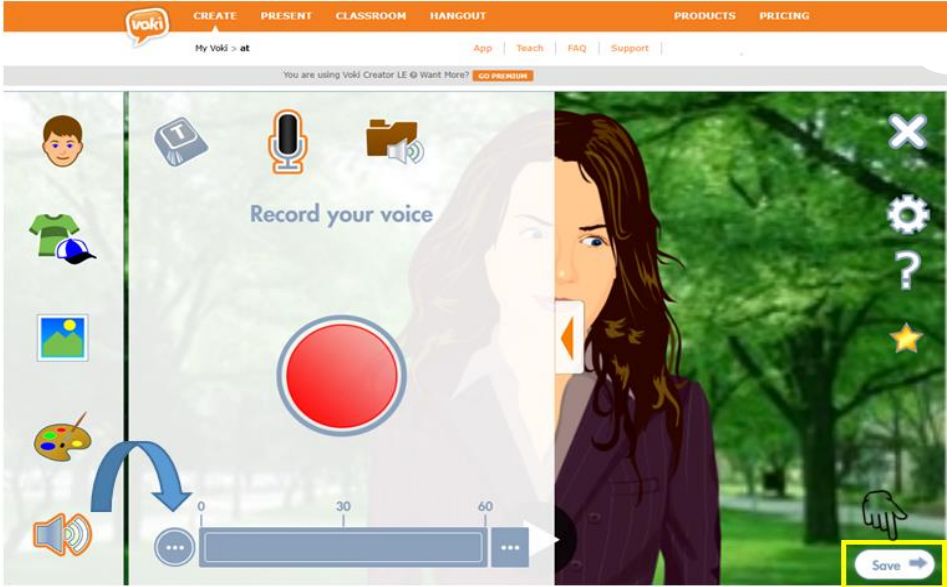 voki CREATE PRESENT CLASSROOM HANGOUT PRODUCTS PRICING
My Voki > at App | Teach | FAQ | Support |
You are using Voki Creator LE Want More? GO PREMIUM
T
Record your voice
0 30 60
Save